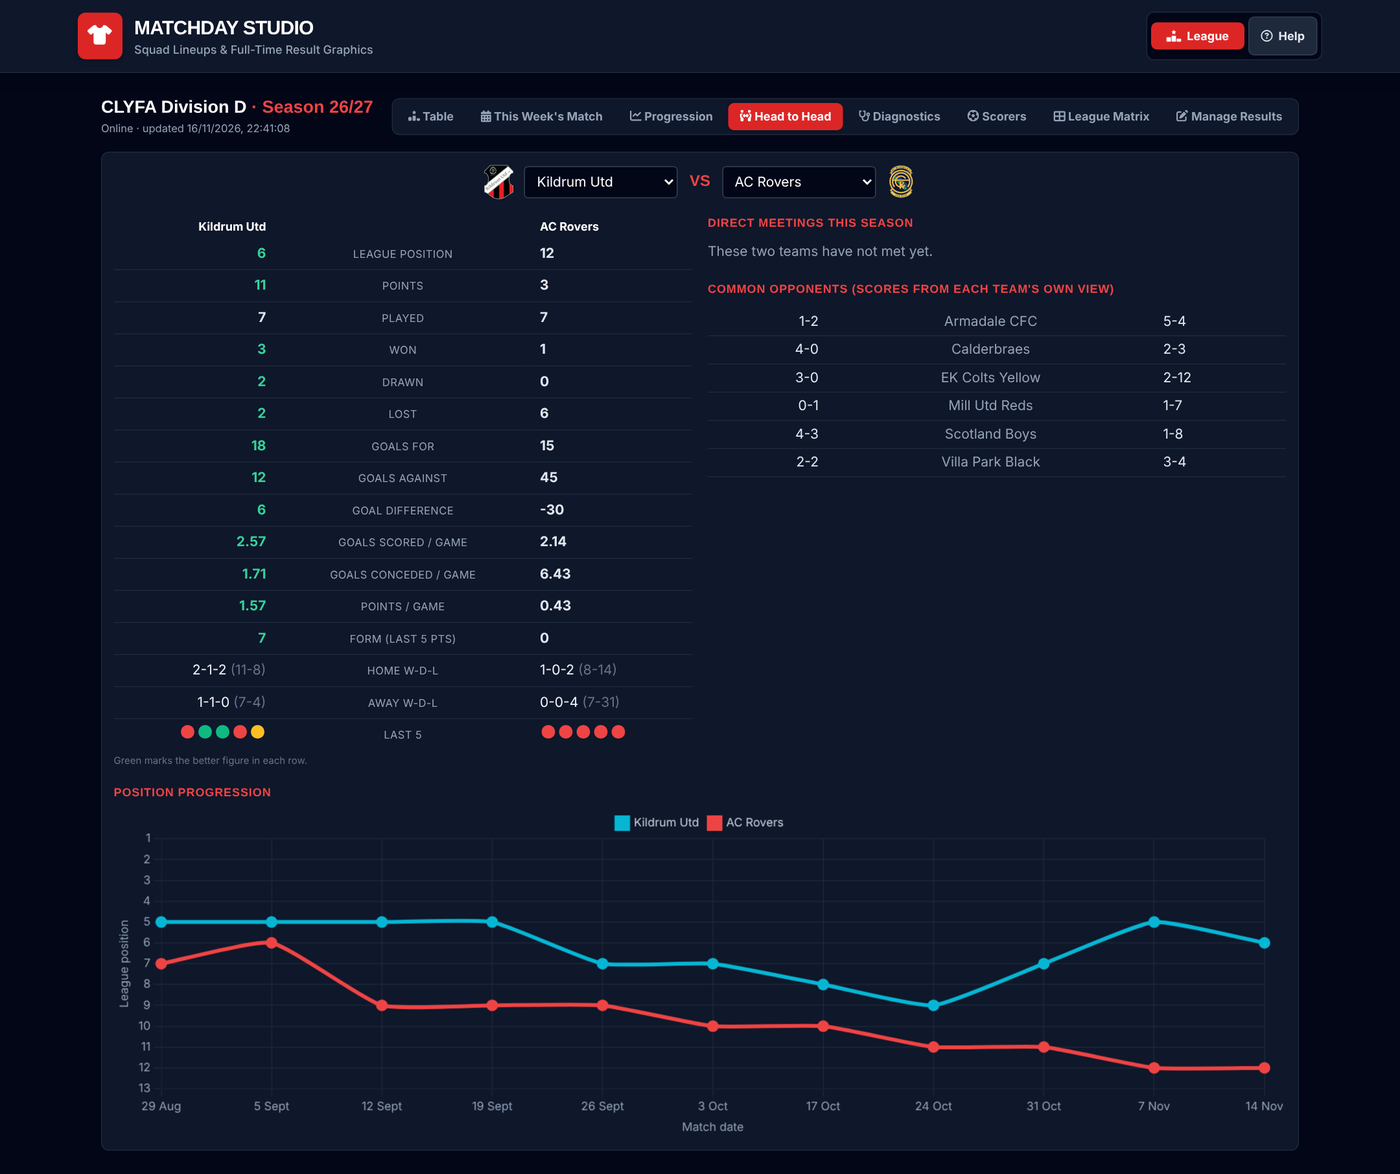 MATCHDAY STUDIO
Squad Lineups & Full-Time Result Graphics
League
Help
CLYFA Division D · Season 26/27
Online · updated 16/11/2026, 22:41:08
Table
This Week's Match
Progression
Head to Head
Diagnostics
Scorers
League Matrix
Manage Results
Kildrum Utd
VS
AC Rovers
Kildrum Utd AC Rovers
6 LEAGUE POSITION 12
11 POINTS 3
7 PLAYED 7
3 WON 1
2 DRAWN 0
2 LOST 6
18 GOALS FOR 15
12 GOALS AGAINST 45
6 GOAL DIFFERENCE -30
2.57 GOALS SCORED / GAME 2.14
1.71 GOALS CONCEDED / GAME 6.43
1.57 POINTS / GAME 0.43
7 FORM (LAST 5 PTS) 0
2-1-2 (11-8) HOME W-D-L 1-0-2 (8-14)
1-1-0 (7-4) AWAY W-D-L 0-0-4 (7-31)
LAST 5
Green marks the better figure in each row.
DIRECT MEETINGS THIS SEASON
These two teams have not met yet.
COMMON OPPONENTS (SCORES FROM EACH TEAM'S OWN VIEW)
1-2 Armadale CFC 5-4
4-0 Calderbraes 2-3
3-0 EK Colts Yellow 2-12
0-1 Mill Utd Reds 1-7
4-3 Scotland Boys 1-8
2-2 Villa Park Black 3-4
POSITION PROGRESSION
Kildrum Utd AC Rovers
League position
1
2
3
4
5
6
7
8
9
10
11
12
13
29 Aug 5 Sept 12 Sept 19 Sept 26 Sept 3 Oct 17 Oct 24 Oct 31 Oct 7 Nov 14 Nov
Match date